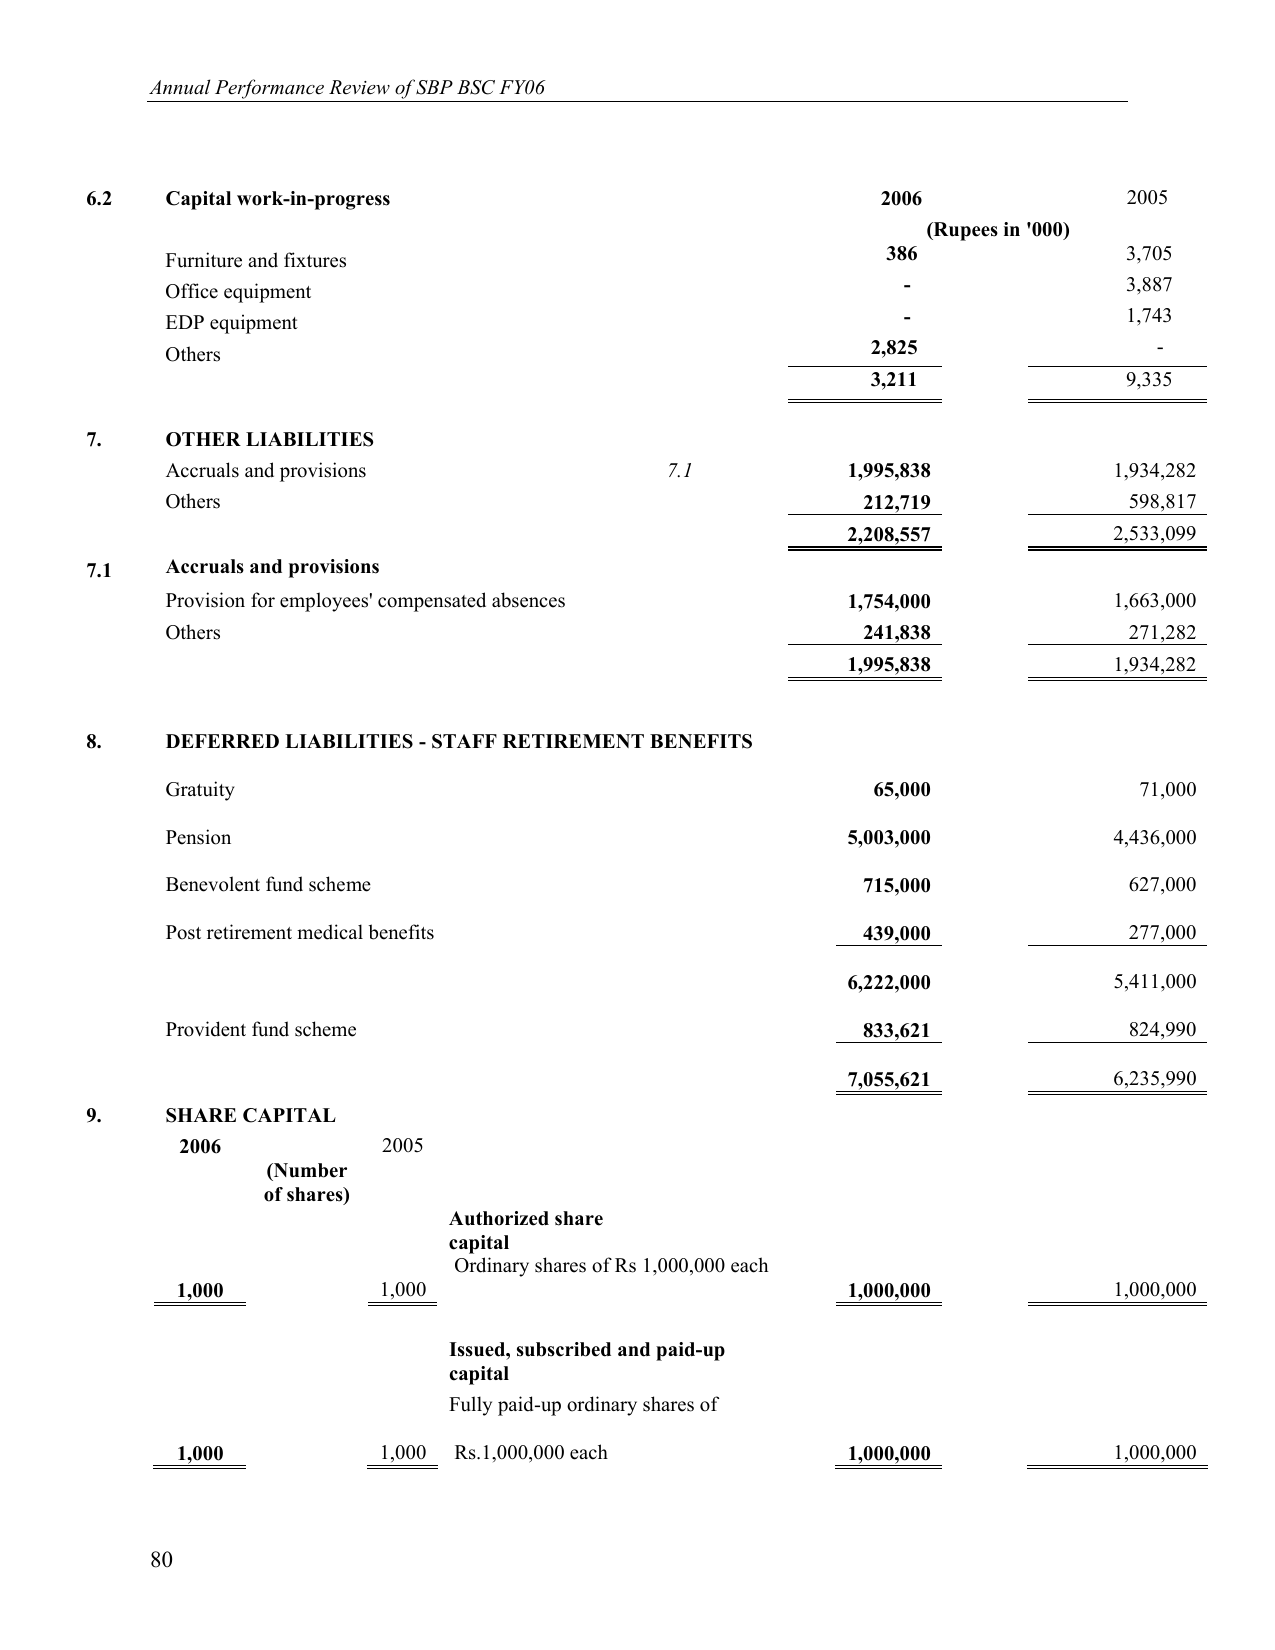 Annual Performance Review of SBP BSC FY06
6.2 Capital work-in-progress 2006 2005
(Rupees in '000)
Furniture and fixtures 386 3,705
Office equipment - 3,887
EDP equipment - 1,743
Others 2,825 -
3,211 9,335
7. OTHER LIABILITIES
Accruals and provisions 7.1 1,995,838 1,934,282
Others 212,719 598,817
2,208,557 2,533,099
7.1 Accruals and provisions
Provision for employees' compensated absences 1,754,000 1,663,000
Others 241,838 271,282
1,995,838 1,934,282
8. DEFERRED LIABILITIES - STAFF RETIREMENT BENEFITS
Gratuity 65,000 71,000
Pension 5,003,000 4,436,000
Benevolent fund scheme 715,000 627,000
Post retirement medical benefits 439,000 277,000
6,222,000 5,411,000
Provident fund scheme 833,621 824,990
7,055,621 6,235,990
9. SHARE CAPITAL
2006 2005
(Number
of shares)
Authorized share
capital
Ordinary shares of Rs 1,000,000 each
1,000 1,000 1,000,000 1,000,000
Issued, subscribed and paid-up
capital
Fully paid-up ordinary shares of
1,000 1,000 Rs.1,000,000 each 1,000,000 1,000,000
80